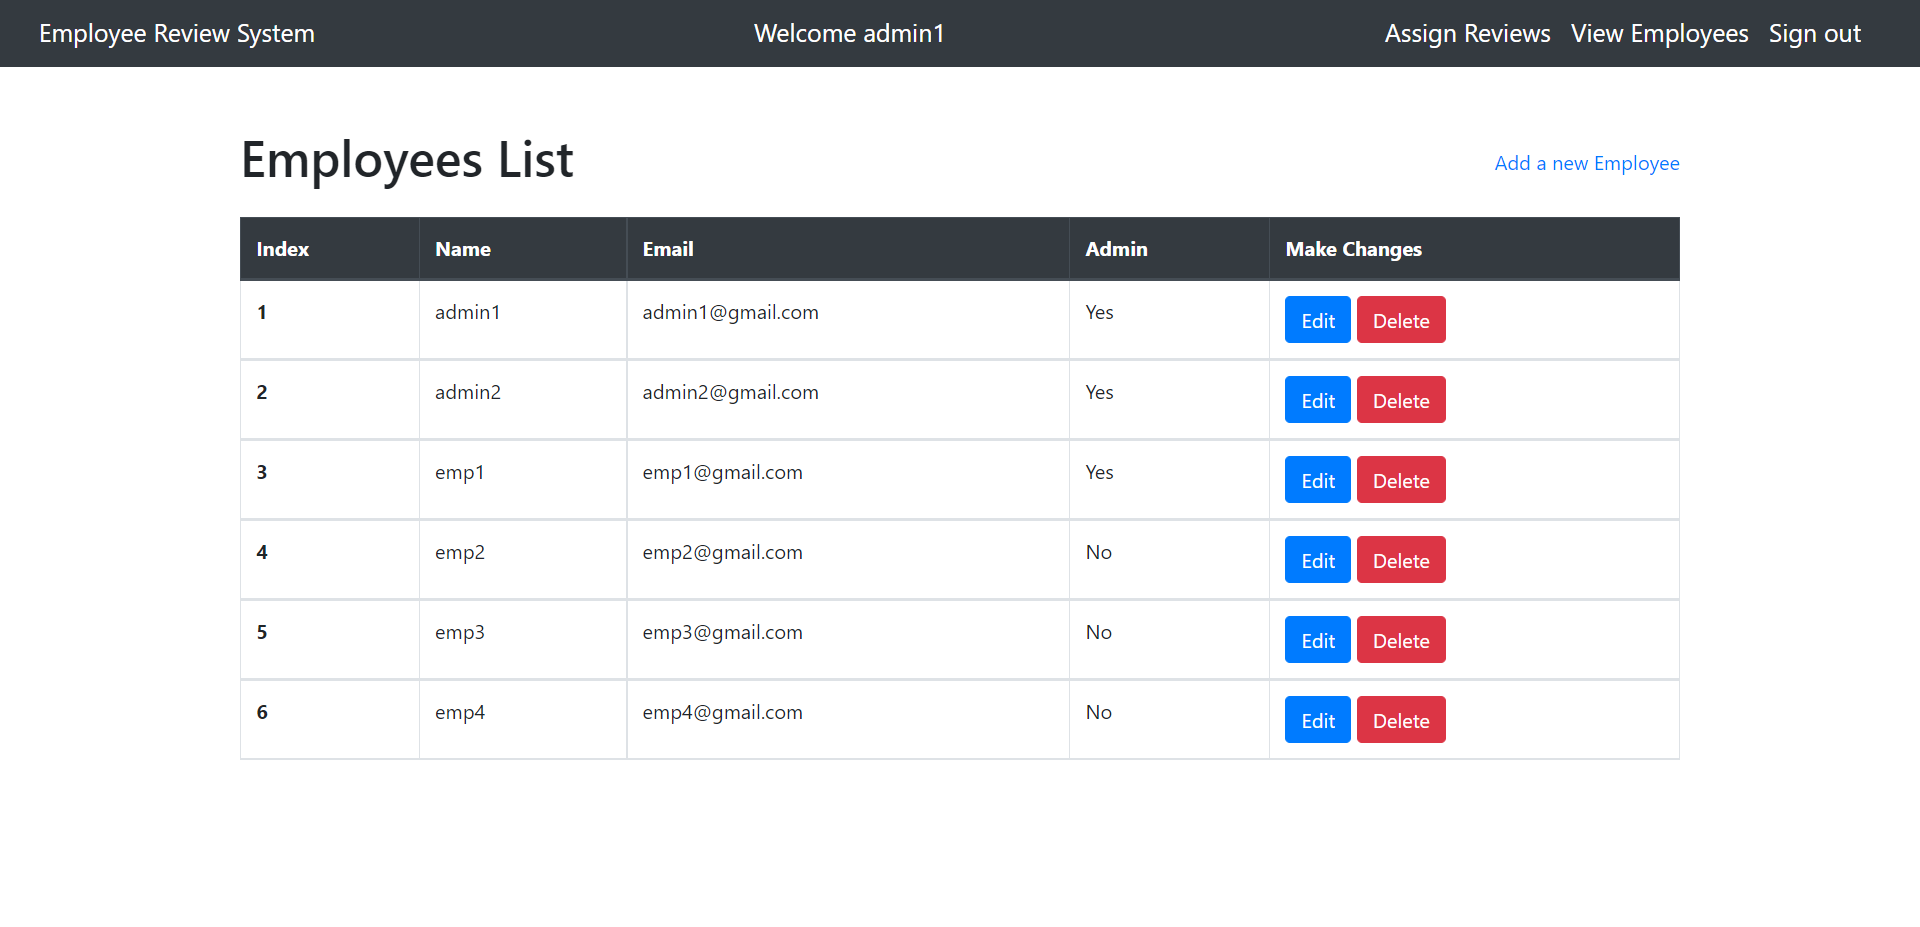 Employee Review System Welcome admin1 Assign Reviews View Employees Sign out
Employees List Add a new Employee
Index Name Email Admin Make Changes
1 admin1 admin1@gmail.com Yes Edit Delete
2 admin2 admin2@gmail.com Yes Edit Delete
3 emp1 emp1@gmail.com Yes Edit Delete
4 emp2 emp2@gmail.com No Edit Delete
5 emp3 emp3@gmail.com No Edit Delete
6 emp4 emp4@gmail.com No Edit Delete